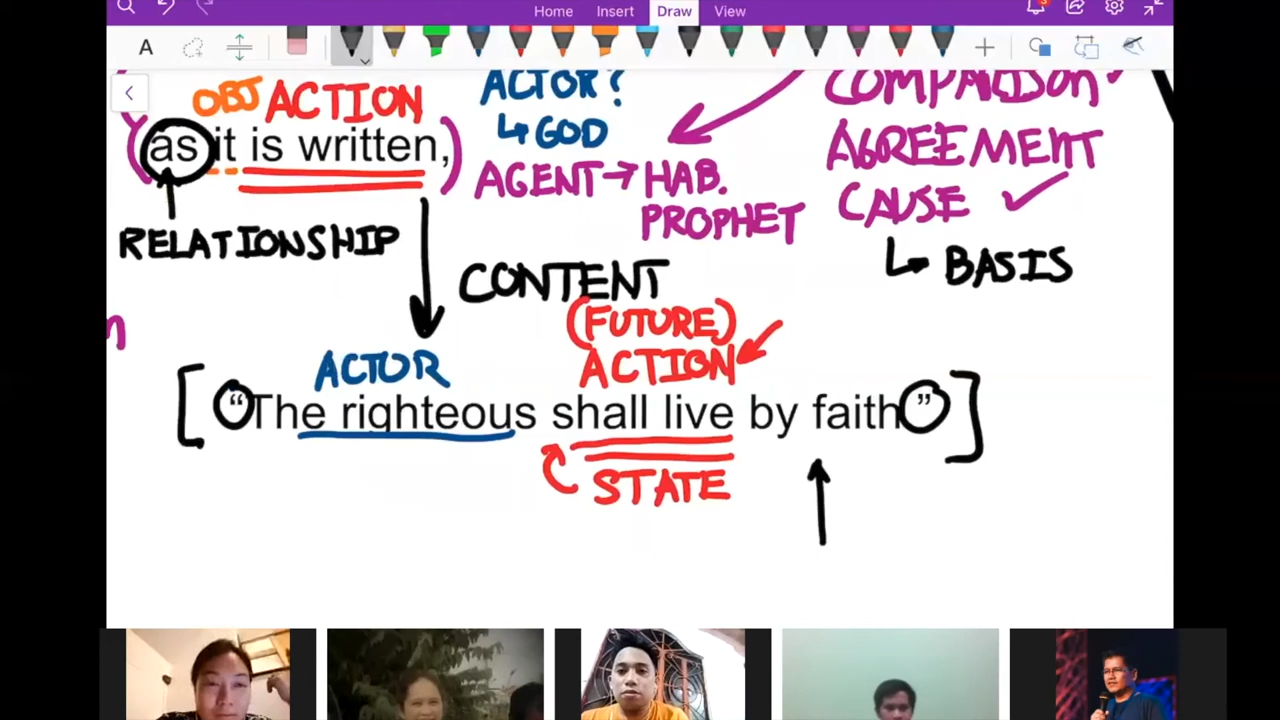 Home Insert Draw View
A
OBJ ACTION
ACTOR?
COMPARISON
(as it is written,)
↳ GOD
AGREEMENT
AGENT → HAB.
PROPHET
CAUSE ✓
RELATIONSHIP
↳ BASIS
CONTENT
(FUTURE)
ACTOR
ACTION
[“The righteous shall live by faith”]
STATE